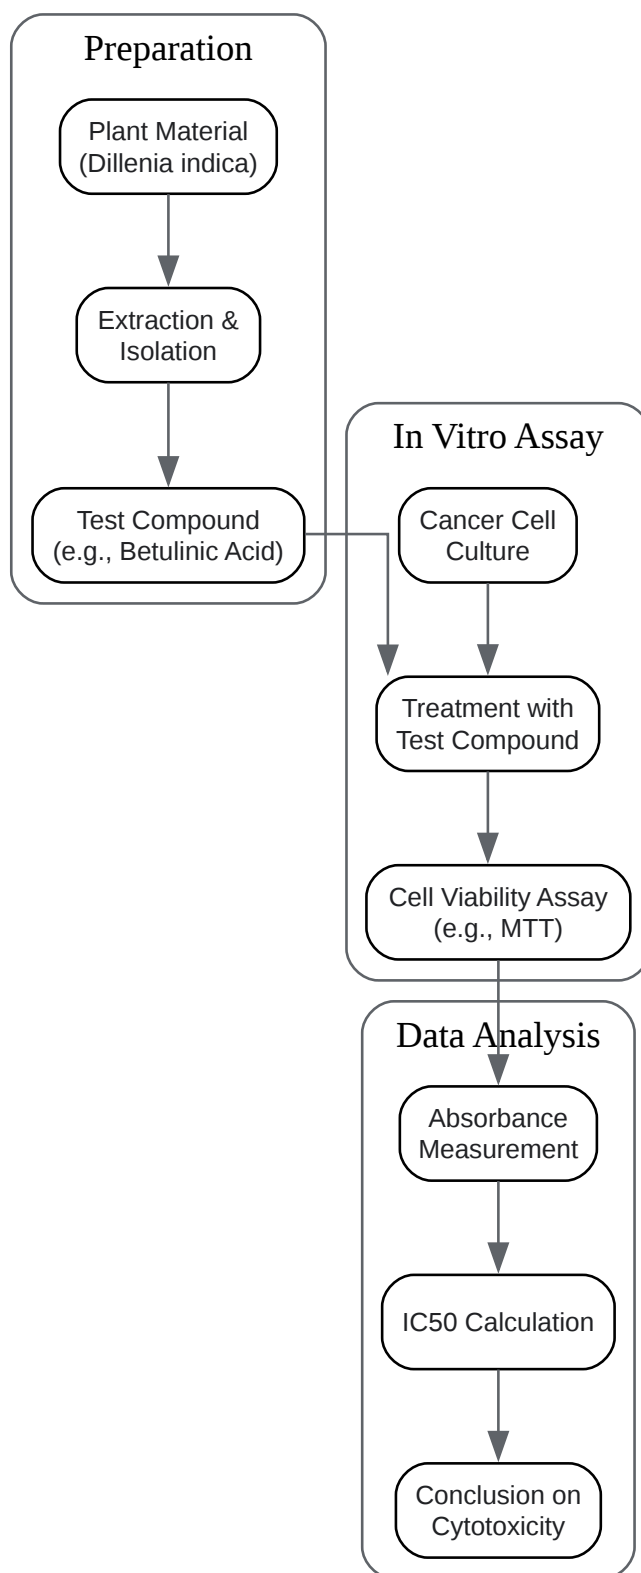 Preparation
Plant Material
(Dillenia indica)
Extraction &
Isolation
Test Compound
(e.g., Betulinic Acid)
In Vitro Assay
Cancer Cell
Culture
Treatment with
Test Compound
Cell Viability Assay
(e.g., MTT)
Data Analysis
Absorbance
Measurement
IC50 Calculation
Conclusion on
Cytotoxicity